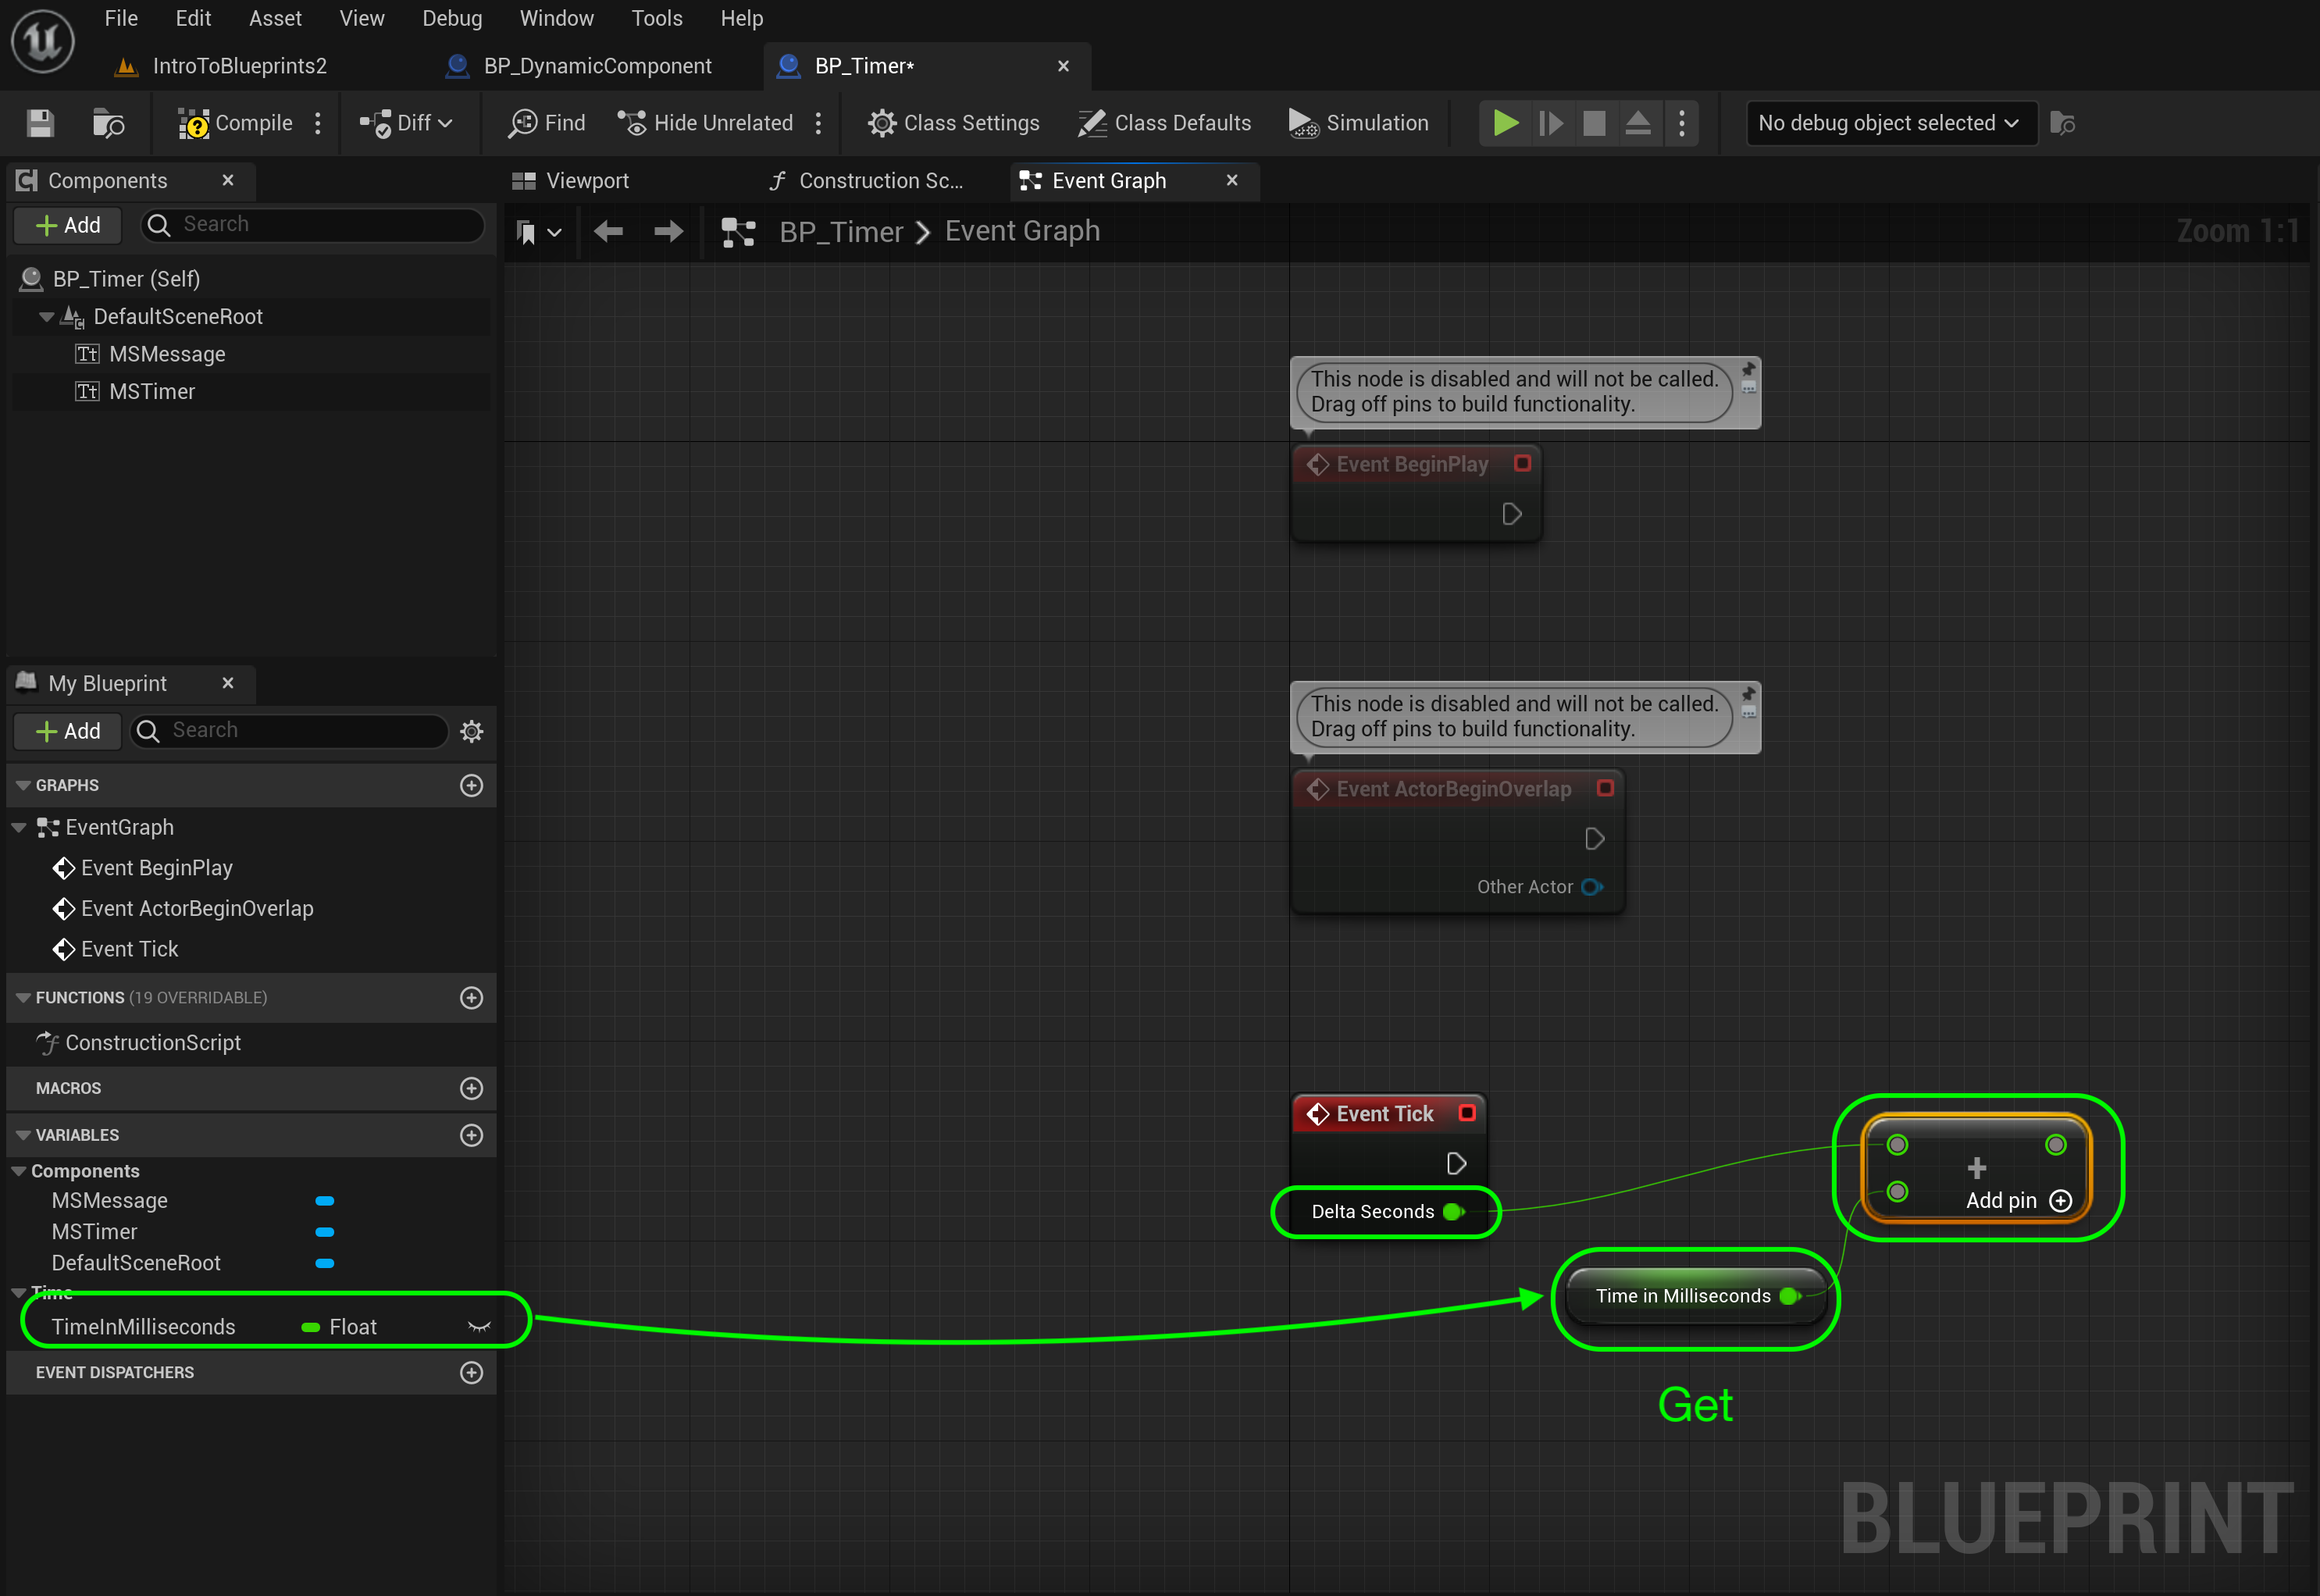 File Edit Asset View Debug Window Tools Help
IntroToBlueprints2 BP_DynamicComponent BP_Timer*
Compile Diff Find Hide Unrelated Class Settings Class Defaults Simulation No debug object selected
Components
Add Search
BP_Timer (Self)
DefaultSceneRoot
MSMessage
MSTimer
My Blueprint
Add Search
GRAPHS
EventGraph
Event BeginPlay
Event ActorBeginOverlap
Event Tick
FUNCTIONS (19 OVERRIDABLE)
ConstructionScript
MACROS
VARIABLES
Components
MSMessage
MSTimer
DefaultSceneRoot
Time
TimeInMilliseconds Float
EVENT DISPATCHERS
Viewport Construction Sc... Event Graph
BP_Timer > Event Graph Zoom 1:1
This node is disabled and will not be called.
Drag off pins to build functionality.
Event BeginPlay
This node is disabled and will not be called.
Drag off pins to build functionality.
Event ActorBeginOverlap
Other Actor
Event Tick
Delta Seconds
Add pin
Time in Milliseconds
Get
BLUEPRINT